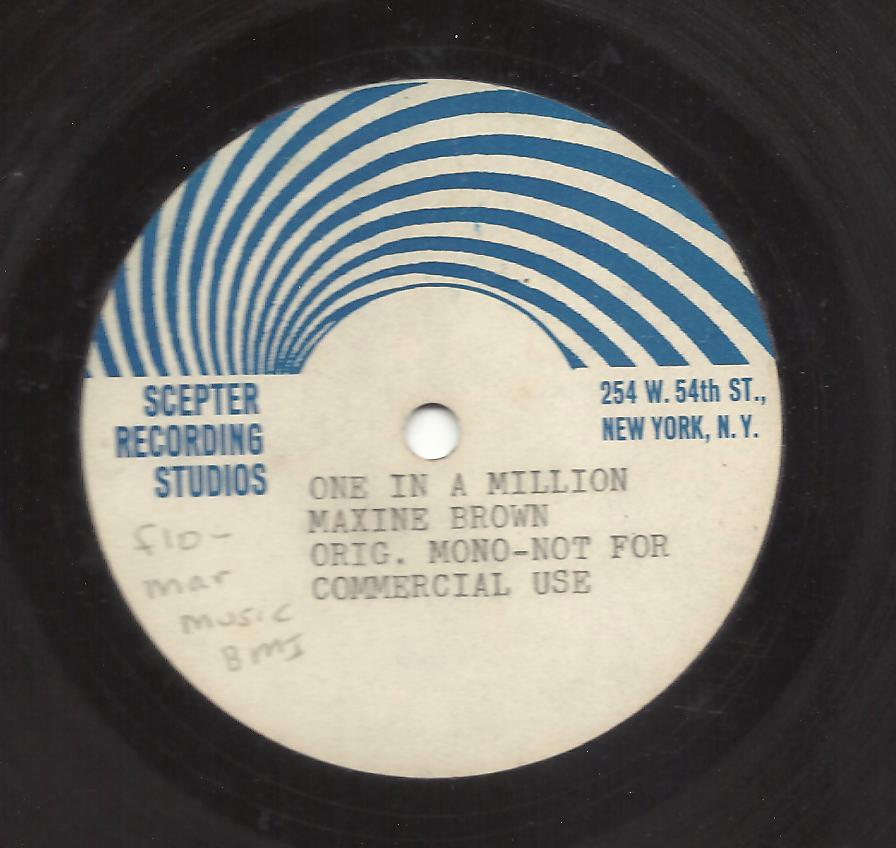 SCEPTER
RECORDING
STUDIOS
254 W. 54th ST.,
NEW YORK, N.Y.
ONE IN A MILLION
MAXINE BROWN
ORIG. MONO-NOT FOR
COMMERCIAL USE
flo-
mar
music
BMI